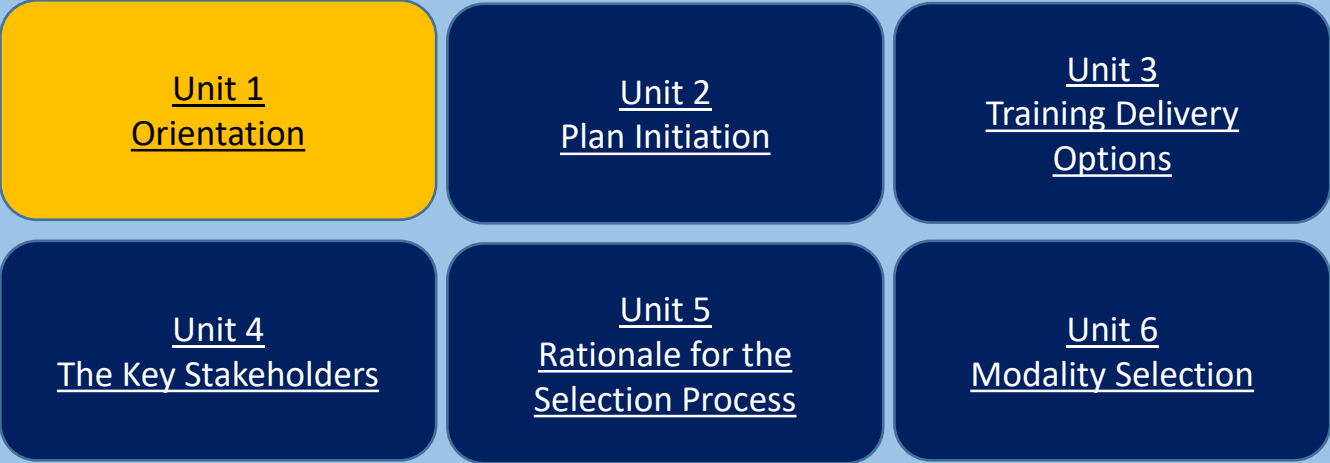 Unit 1
Orientation
Unit 2
Plan Initiation
Unit 3
Training Delivery
Options
Unit 4
The Key Stakeholders
Unit 5
Rationale for the
Selection Process
Unit 6
Modality Selection